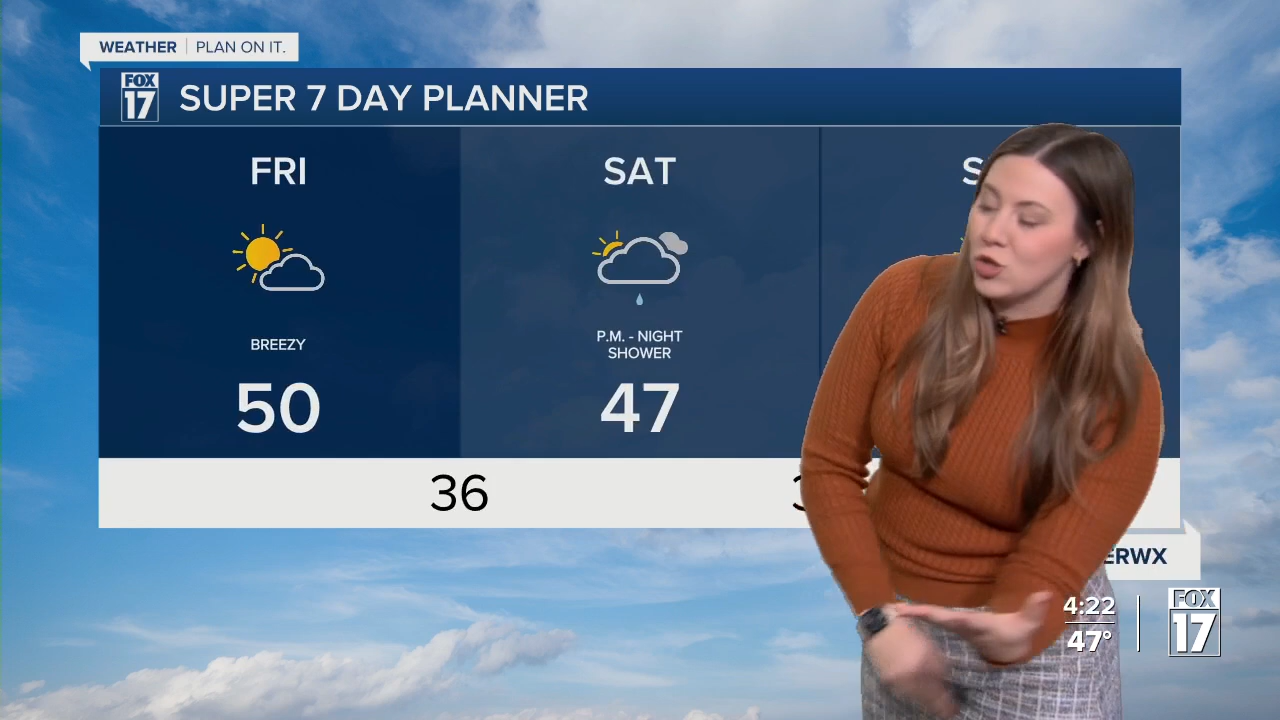 WEATHER | PLAN ON IT.
FOX
17
SUPER 7 DAY PLANNER
FRI
SAT
BREEZY
P.M. - NIGHT
SHOWER
50
47
36
ERWX
4:22
47°
FOX
17